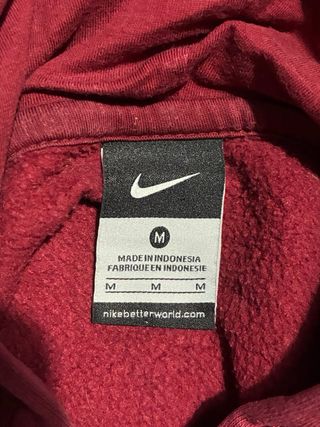 M
MADE IN INDONESIA
FABRIQUE EN INDONESIE
M M M
nikebetterworld.com